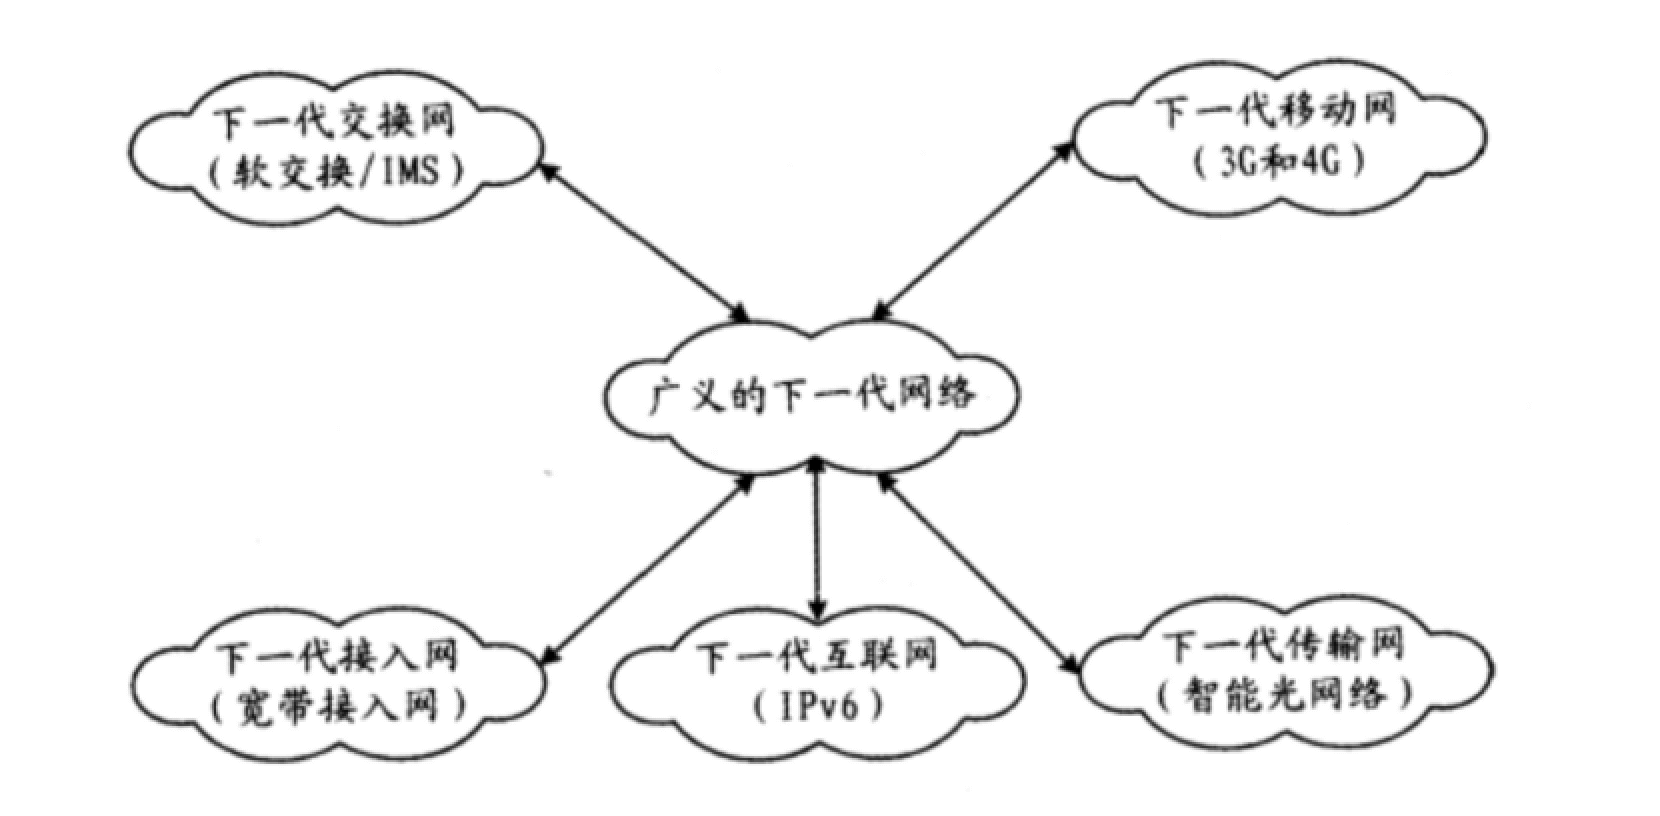 下一代交换网
(软交换/IMS)
下一代移动网
(3G和4G)
广义的下一代网络
下一代接入网
(宽带接入网)
下一代互联网
(IPv6)
下一代传输网
(智能光网络)